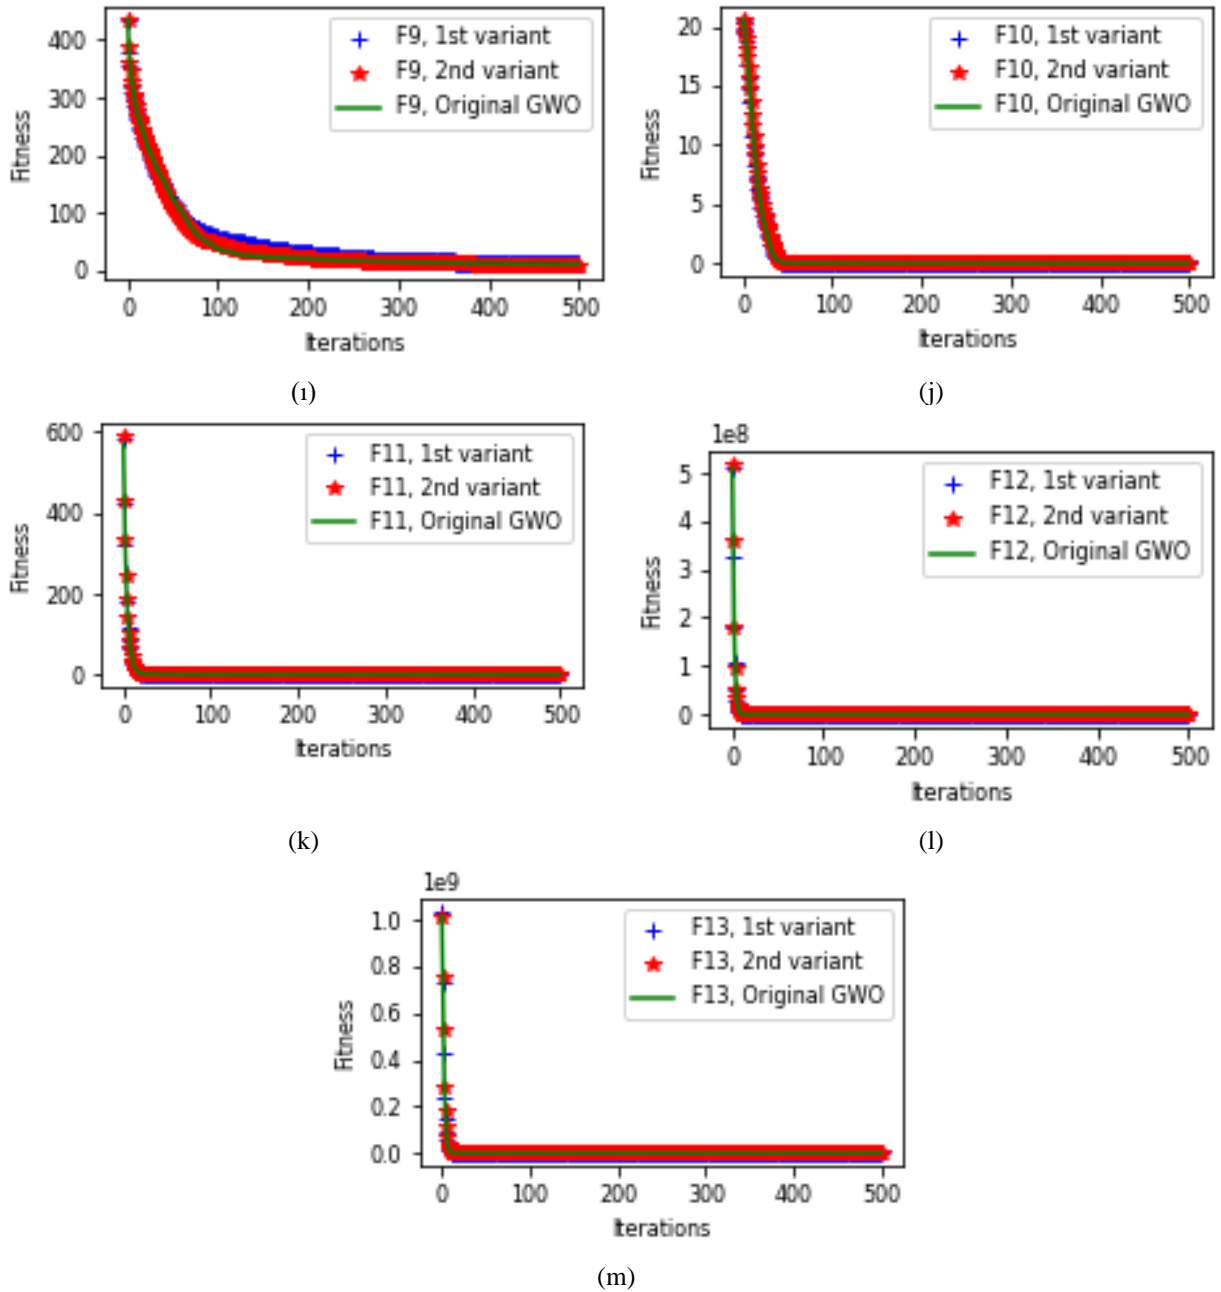 400
300
200
100
0
Fitness
F9, 1st variant
F9, 2nd variant
F9, Original GWO
0 100 200 300 400 500
Iterations
(ı)
20
15
10
5
0
Fitness
F10, 1st variant
F10, 2nd variant
F10, Original GWO
0 100 200 300 400 500
Iterations
(j)
600
400
200
0
Fitness
F11, 1st variant
F11, 2nd variant
F11, Original GWO
0 100 200 300 400 500
Iterations
(k)
1e8
5
4
3
2
1
0
Fitness
F12, 1st variant
F12, 2nd variant
F12, Original GWO
0 100 200 300 400 500
Iterations
(l)
1e9
1.0
0.8
0.6
0.4
0.2
0.0
Fitness
F13, 1st variant
F13, 2nd variant
F13, Original GWO
0 100 200 300 400 500
Iterations
(m)